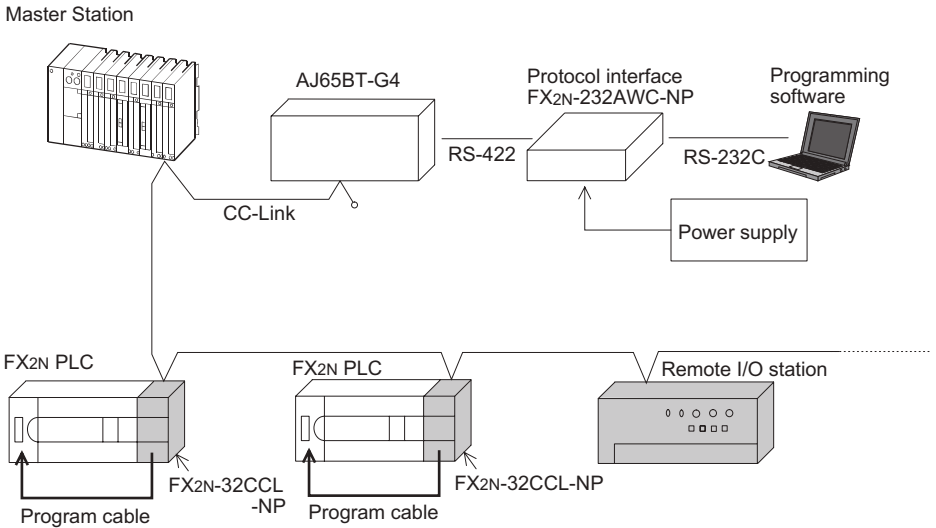 Master Station
AJ65BT-G4
Protocol interface
FX2N-232AWC-NP
Programming
software
RS-422
RS-232C
CC-Link
Power supply
FX2N PLC
FX2N PLC
Remote I/O station
FX2N-32CCL
-NP
FX2N-32CCL-NP
Program cable
Program cable